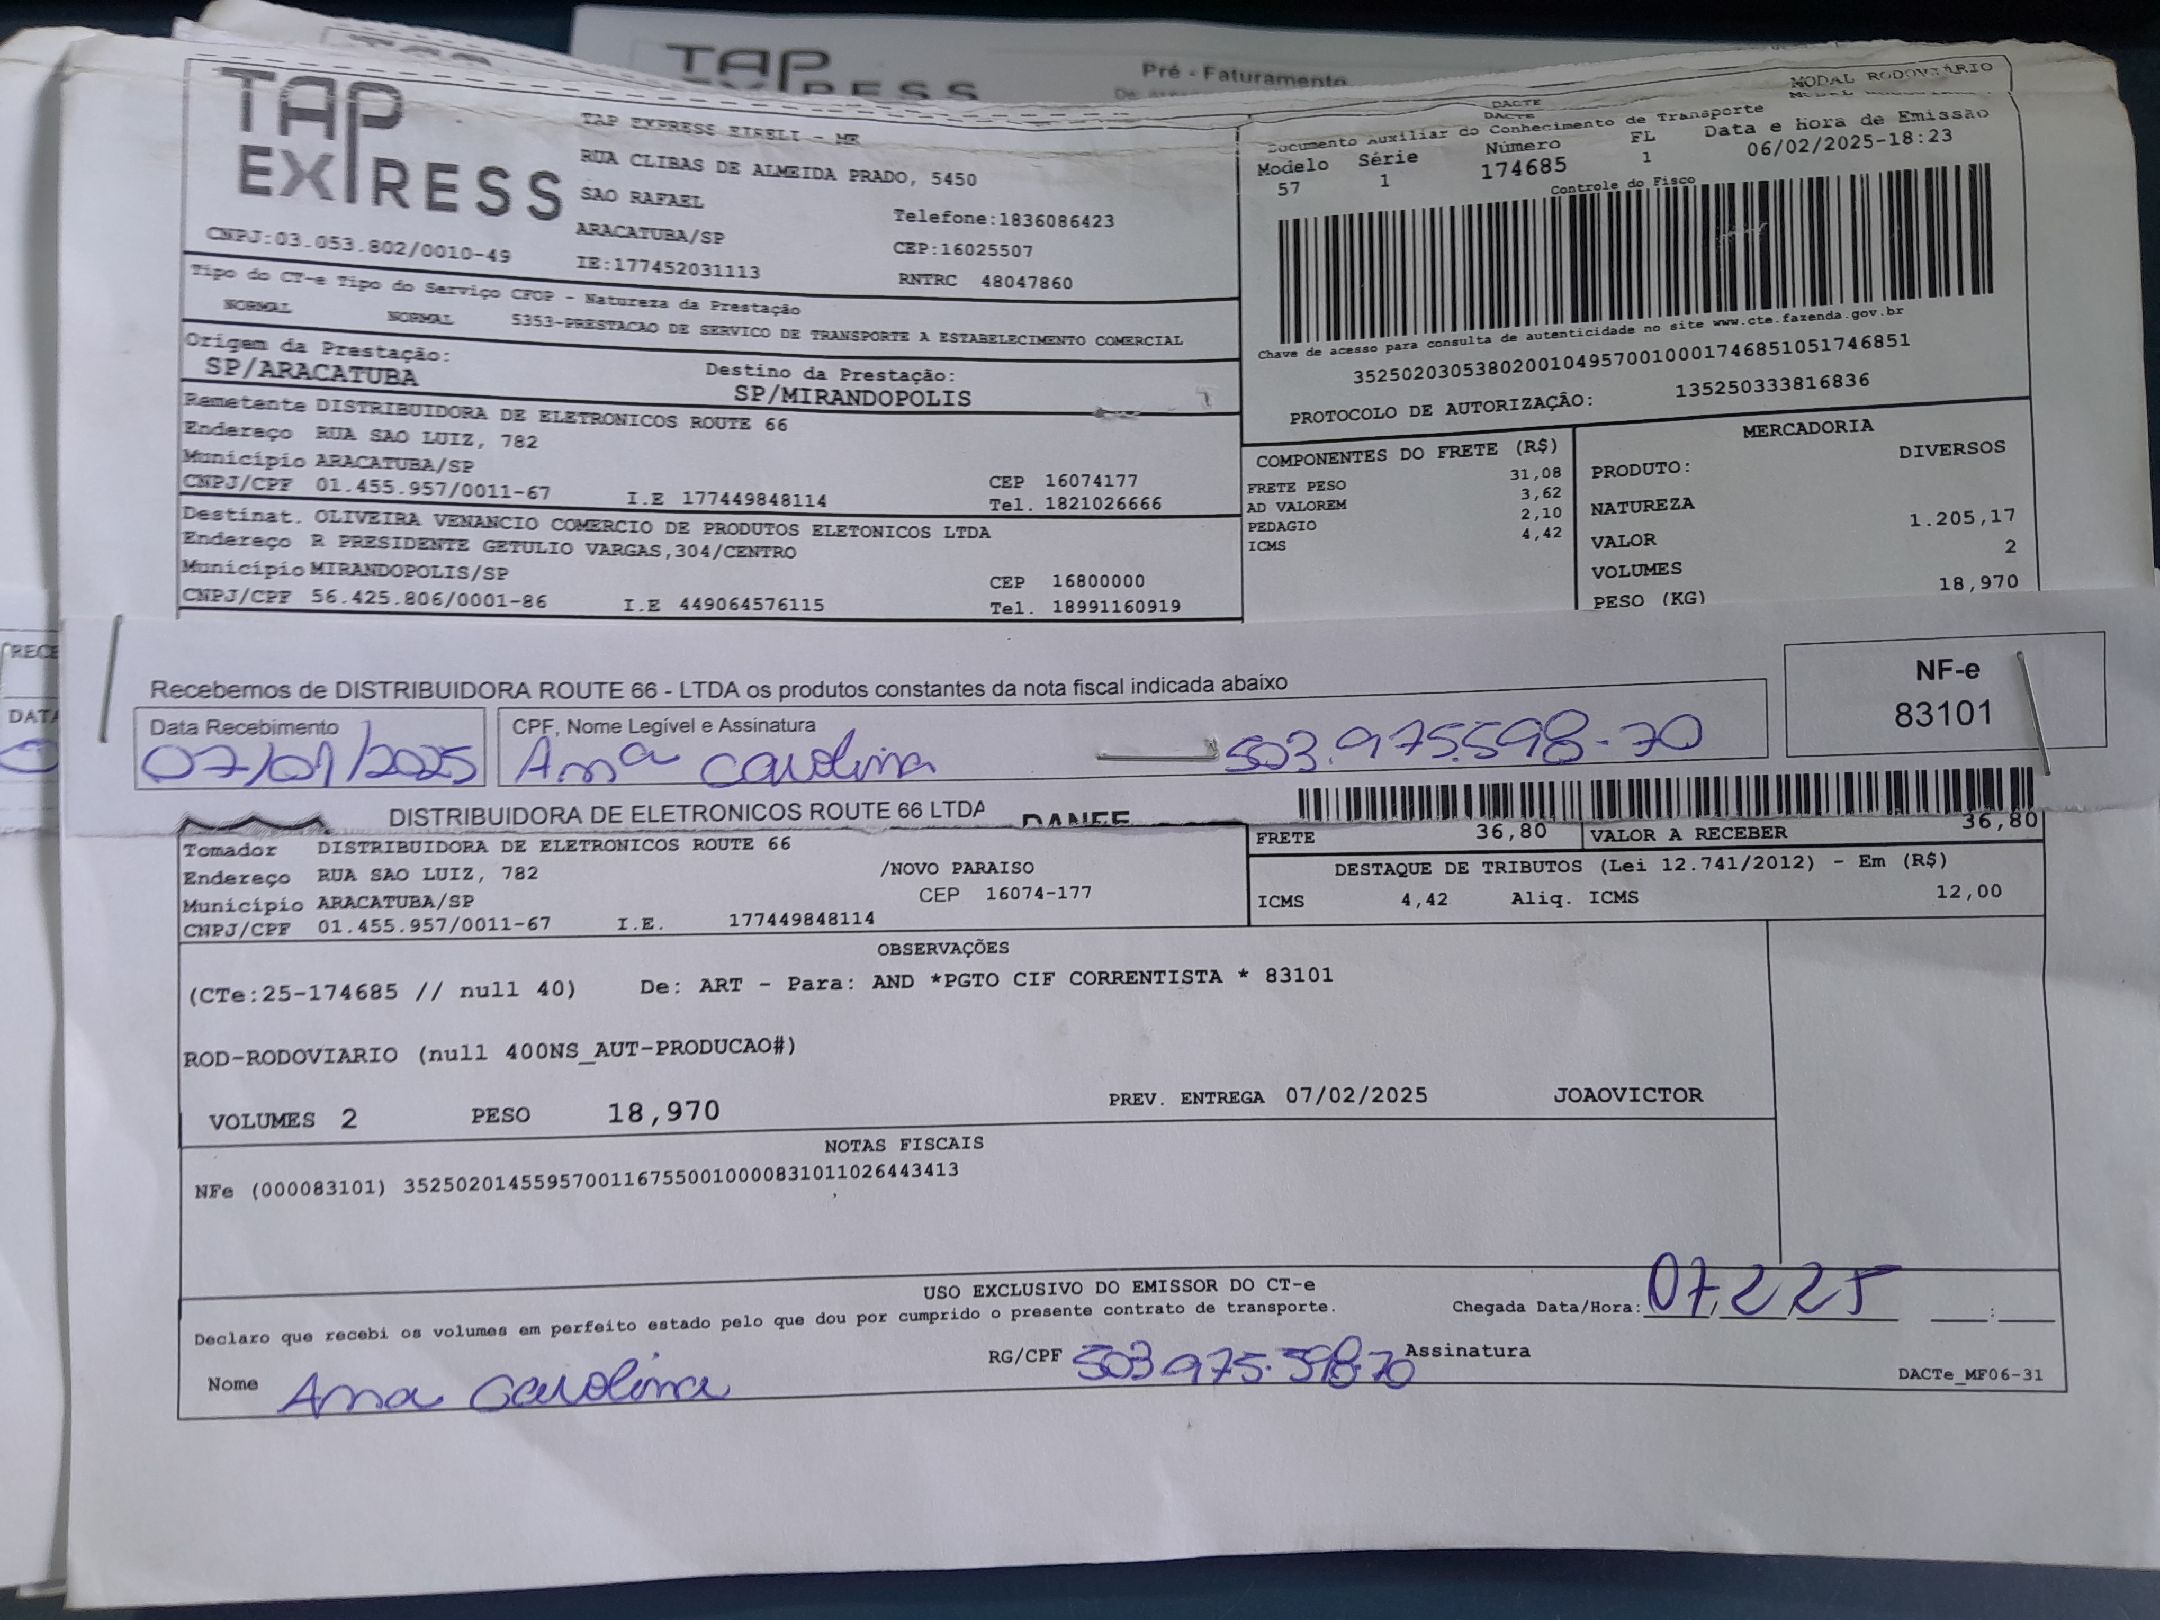 TAP
EXPRESS
Pré - Faturamento
TAP EXPRESS
TAP EXPRESS EIRELI - ME
RUA CLIBAS DE ALMEIDA PRADO, 5450
SAO RAFAEL
ARACATUBA/SP
Telefone:1836086423
CEP:16025507
CNPJ:03.053.802/0010-49
IE:177452031113
RNTRC 48047860
MODAL RODOVIÁRIO
DACTE
DACTE
Documento Auxiliar do Conhecimento de Transporte
Modelo Série Número FL Data e Hora de Emissão
57 1 174685 1 06/02/2025-18:23
Controle do Fisco
Chave de acesso para consulta de autenticidade no site www.cte.fazenda.gov.br
35250203053802001049570010001746851051746851
PROTOCOLO DE AUTORIZAÇÃO: 135250333816836
Tipo do CT-e Tipo do Serviço CFOP - Natureza da Prestação
NORMAL NORMAL 5353-PRESTACAO DE SERVICO DE TRANSPORTE A ESTABELECIMENTO COMERCIAL
Origem da Prestação: Destino da Prestação:
SP/ARACATUBA SP/MIRANDOPOLIS
Remetente DISTRIBUIDORA DE ELETRONICOS ROUTE 66
Endereço RUA SAO LUIZ, 782
Município ARACATUBA/SP CEP 16074177
CNPJ/CPF 01.455.957/0011-67 I.E 177449848114 Tel. 1821026666
Destinat. OLIVEIRA VENANCIO COMERCIO DE PRODUTOS ELETONICOS LTDA
Endereço R PRESIDENTE GETULIO VARGAS,304/CENTRO
Município MIRANDOPOLIS/SP CEP 16800000
CNPJ/CPF 56.425.806/0001-86 I.E 449064576115 Tel. 18991160919
COMPONENTES DO FRETE (R$)
FRETE PESO 31,08
AD VALOREM 3,62
PEDAGIO 2,10
ICMS 4,42
MERCADORIA
PRODUTO: DIVERSOS
NATUREZA
VALOR 1.205,17
VOLUMES 2
PESO (KG) 18,970
Recebemos de DISTRIBUIDORA ROUTE 66 - LTDA os produtos constantes da nota fiscal indicada abaixo
NF-e
83101
Data Recebimento CPF, Nome Legível e Assinatura
07/01/2025 Ana Carolina 503.975.598-70
DISTRIBUIDORA DE ELETRONICOS ROUTE 66 LTDA DANFE
FRETE 36,80 VALOR A RECEBER 36,80
Tomador DISTRIBUIDORA DE ELETRONICOS ROUTE 66
Endereço RUA SAO LUIZ, 782 /NOVO PARAISO
Município ARACATUBA/SP CEP 16074-177
CNPJ/CPF 01.455.957/0011-67 I.E. 177449848114
DESTAQUE DE TRIBUTOS (Lei 12.741/2012) - Em (R$)
ICMS 4,42 Aliq. ICMS 12,00
OBSERVAÇÕES
(CTe:25-174685 // null 40) De: ART - Para: AND *PGTO CIF CORRENTISTA * 83101
ROD-RODOVIARIO (null 400NS_AUT-PRODUCAO#)
VOLUMES 2 PESO 18,970 PREV. ENTREGA 07/02/2025 JOAOVICTOR
NOTAS FISCAIS
NFe (000083101) 35250201455957001167550010000831011026443413
USO EXCLUSIVO DO EMISSOR DO CT-e
Declaro que recebi os volumes em perfeito estado pelo que dou por cumprido o presente contrato de transporte. Chegada Data/Hora: 07,2,25 :
Nome Ana Carolina RG/CPF 503 975.598.70 Assinatura
DACTe_MF06-31